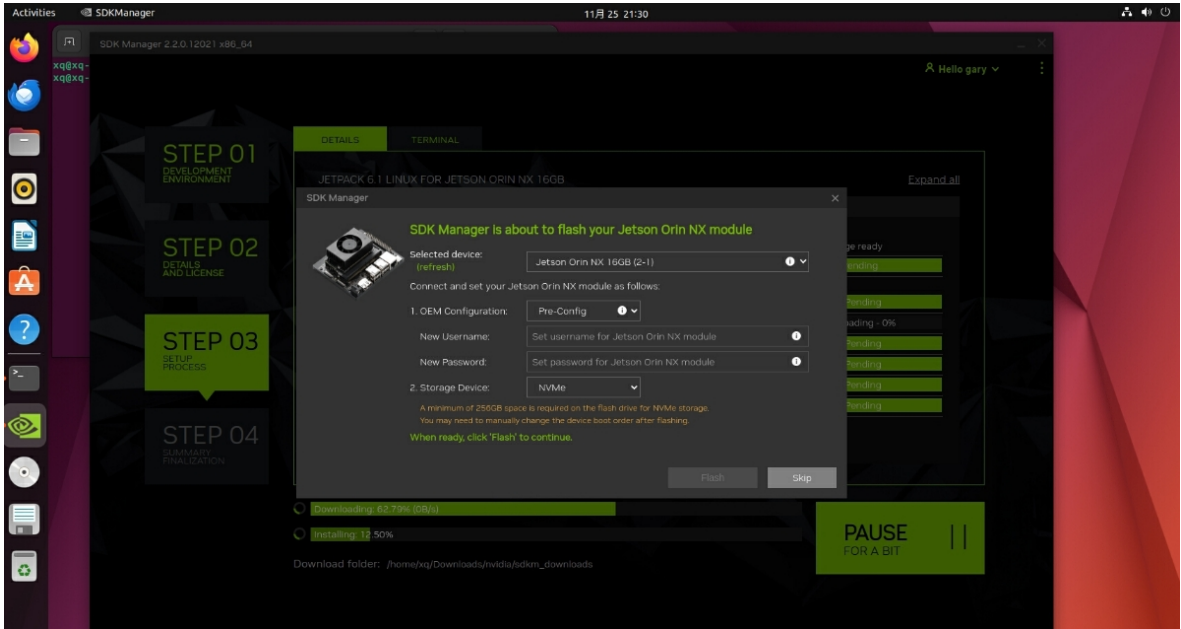 Activities SDKManager 11月 25 21:30
SDK Manager 2.2.0.12021 x86_64
xq@xq-
xq@xq-
Hello gary
STEP 01
DEVELOPMENT
ENVIRONMENT
STEP 02
DETAILS
AND LICENSE
STEP 03
SETUP
PROCESS
STEP 04
SUMMARY
FINALIZATION
DETAILS TERMINAL
JETPACK 6.1 LINUX FOR JETSON ORIN NX 16GB Expand all
SDK Manager
SDK Manager is about to flash your Jetson Orin NX module
Selected device: Jetson Orin NX 16GB (2-1)
(refresh)
Connect and set your Jetson Orin NX module as follows:
1. OEM Configuration: Pre-Config
New Username: Set username for Jetson Orin NX module
New Password: Set password for Jetson Orin NX module
2. Storage Device: NVMe
A minimum of 256GB space is required on the flash drive for NVMe storage.
You may need to manually change the device boot order after flashing.
When ready, click 'Flash' to continue.
Flash Skip
ready
Pending
Pending
- 0%
Pending
Pending
Pending
Pending
Downloading: 62.79% (0B/s)
Installing: 12.50%
Download folder: /home/xq/Downloads/nvidia/sdkm_downloads
PAUSE
FOR A BIT